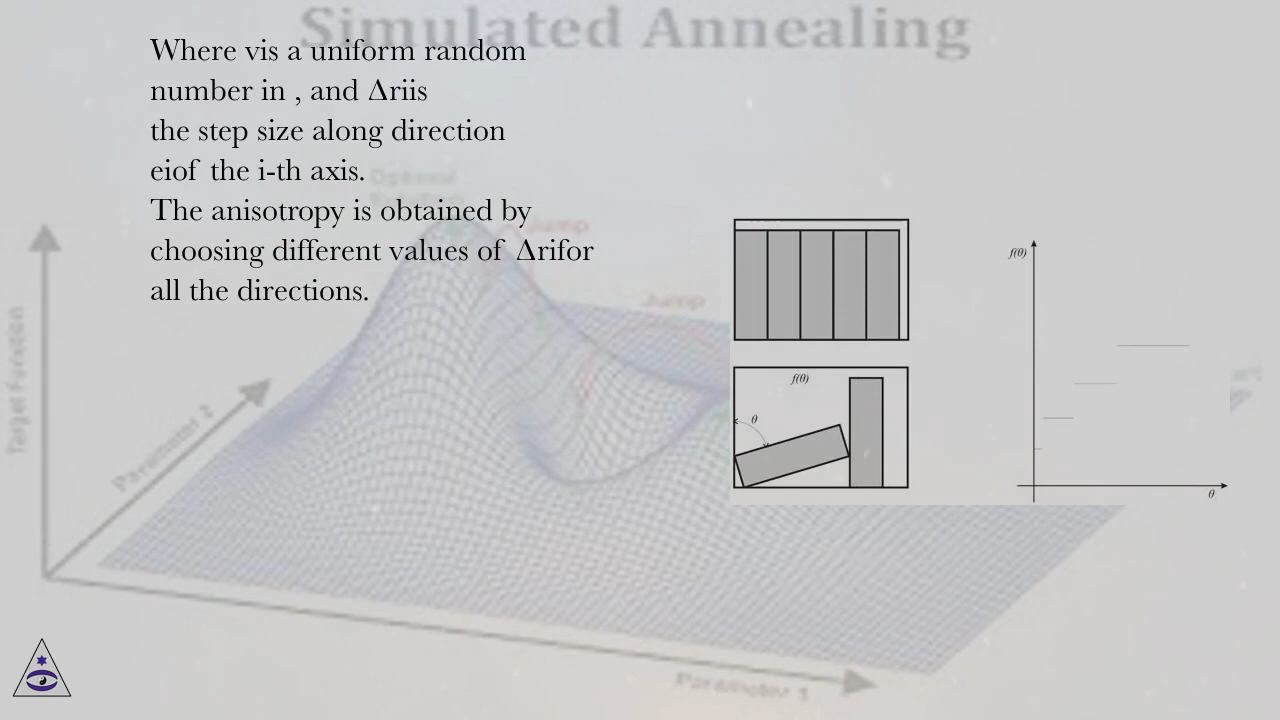 Simulated Annealing
Where vis a uniform random
number in , and Δriis
the step size along direction
eiof the i-th axis.
The anisotropy is obtained by
choosing different values of Δrifor
all the directions.
Optimal
Jump
Jump
Target Function
Parameter 2
Parameter 1
f(θ)
θ
f(θ)
θ